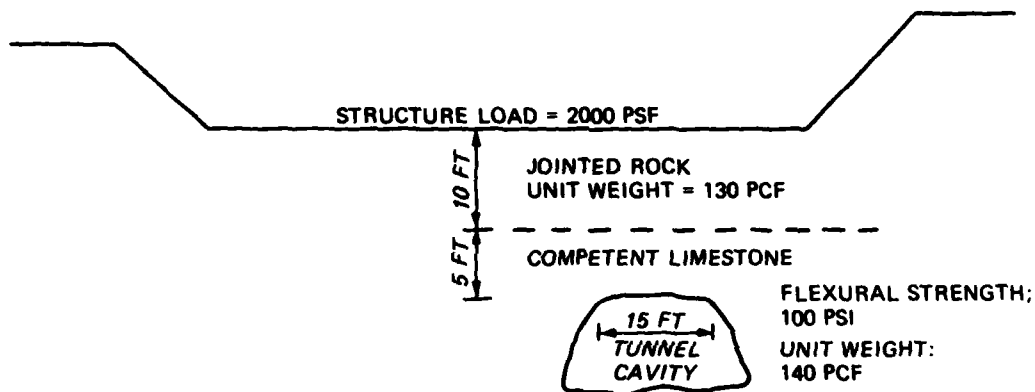 STRUCTURE LOAD = 2000 PSF
10 FT
JOINTED ROCK
UNIT WEIGHT = 130 PCF
5 FT
COMPETENT LIMESTONE
FLEXURAL STRENGTH;
100 PSI
15 FT
TUNNEL
CAVITY
UNIT WEIGHT:
140 PCF